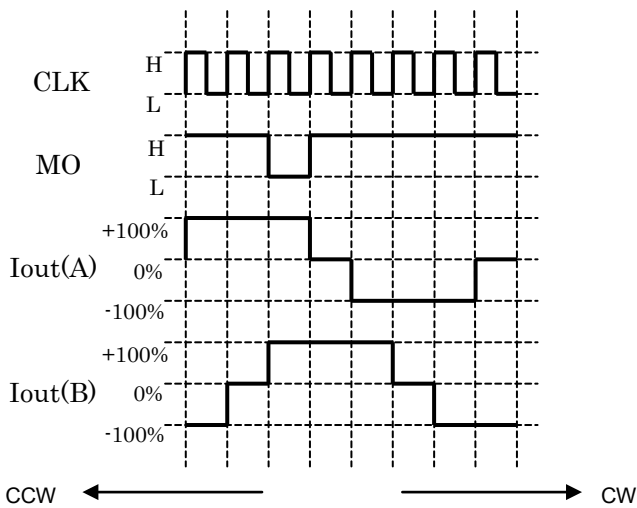 CLK
H
L
MO
H
L
Iout(A)
+100%
0%
-100%
Iout(B)
+100%
0%
-100%
CCW
CW